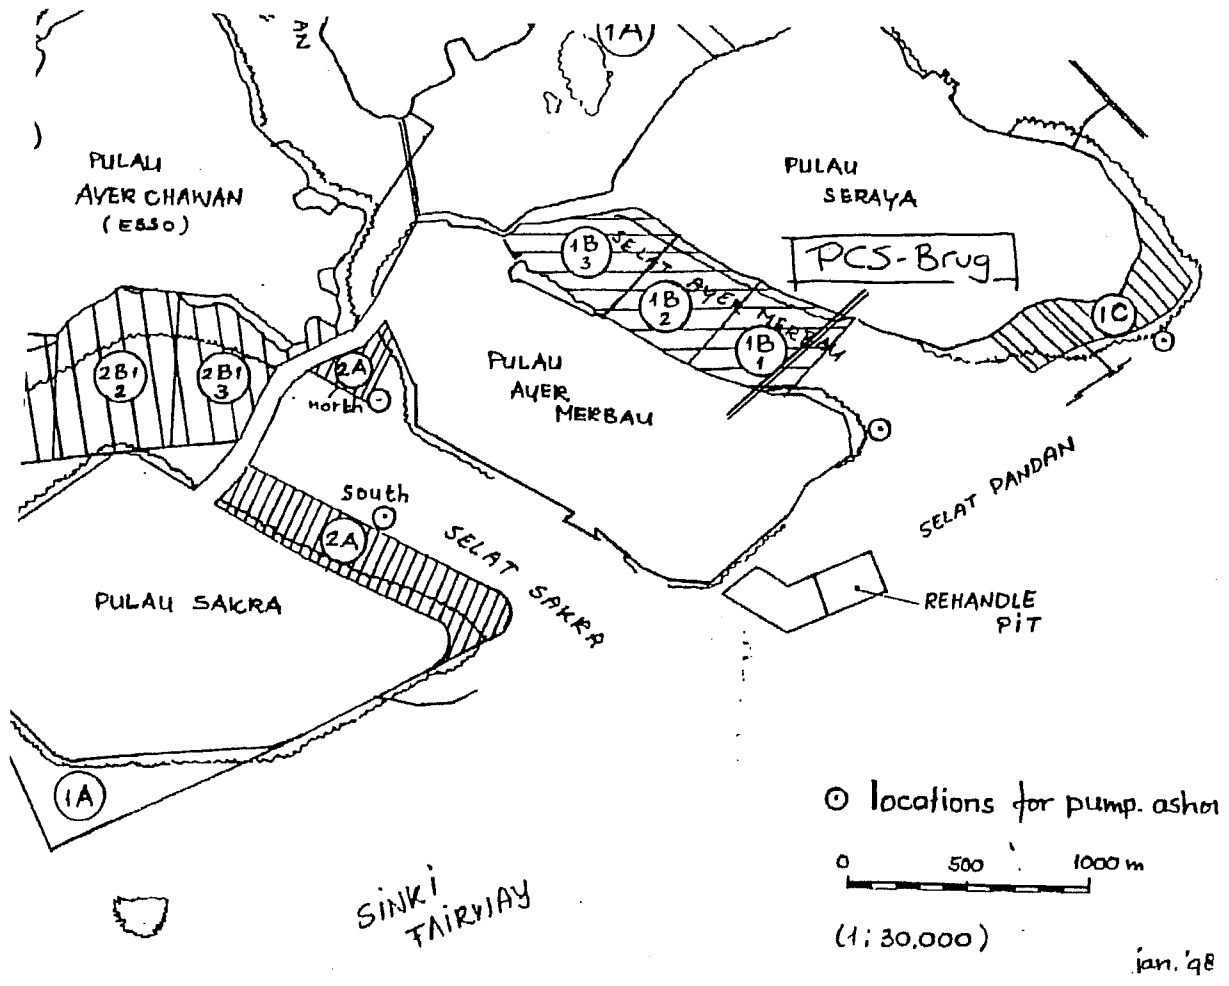 AN
1A
PULAU
AYER CHAWAN
(ESSO)
PULAU
SERAYA
PCS-Brug
1B
3
SELAT AYER MERBAU
1B
2
1B
1
1C
2B1
2
2B1
3
2A
north
PULAU
AYER
MERBAU
SELAT PANDAN
south
2A
SELAT SAKRA
PULAU SAKRA
REHANDLE
PIT
1A
locations for pump. ashor
0 500 1000 m
(1:30,000)
SINKI
FAIRWAY
jan. '98